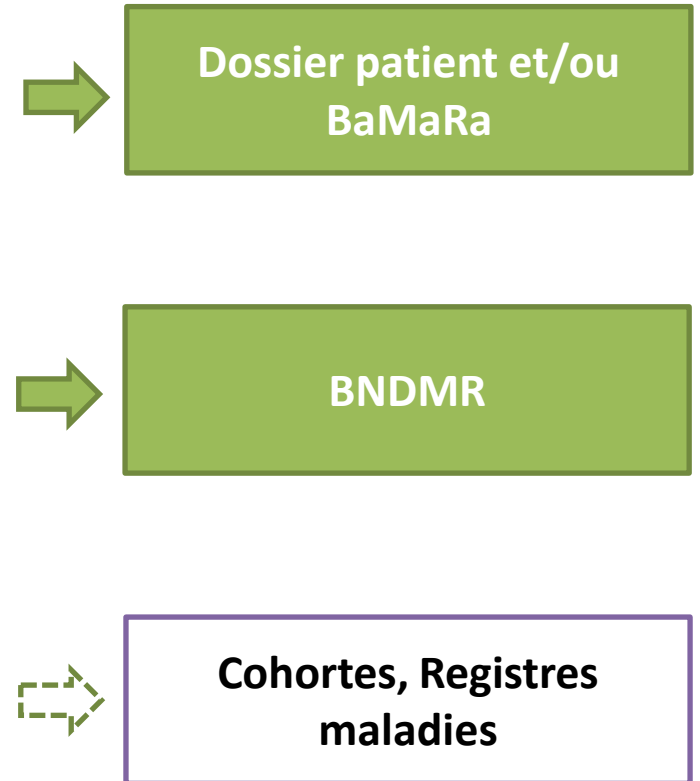 Dossier patient et/ou
BaMaRa
BNDMR
Cohortes, Registres
maladies